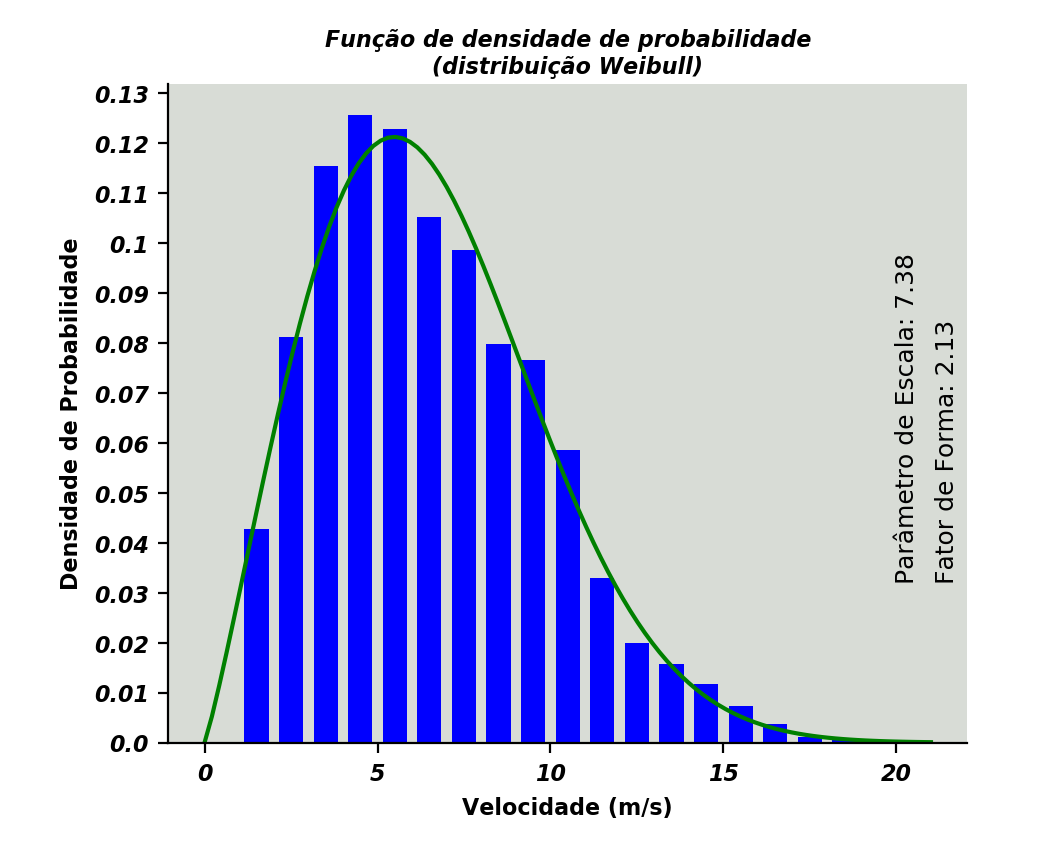 Função de densidade de probabilidade
(distribuição Weibull)
0.13
0.12
0.11
0.1
0.09
0.08
0.07
0.06
0.05
0.04
0.03
0.02
0.01
0.0
Densidade de Probabilidade
0 5 10 15 20
Velocidade (m/s)
Parâmetro de Escala: 7.38
Fator de Forma: 2.13